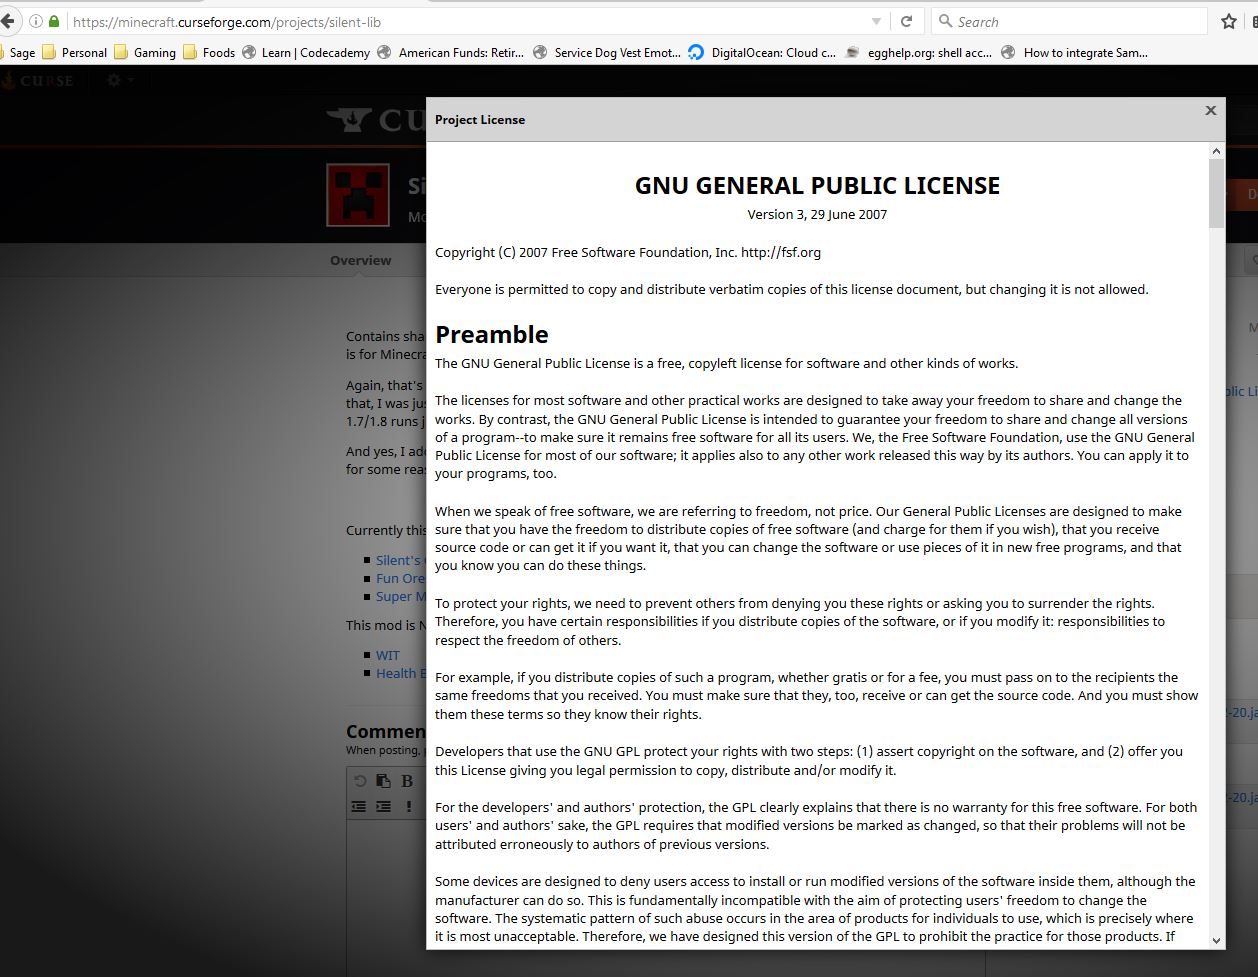 https://minecraft.curseforge.com/projects/silent-lib
Search
Sage Personal Gaming Foods Learn | Codecademy American Funds: Retir... Service Dog Vest Emot... DigitalOcean: Cloud c... egghelp.org: shell acc... How to integrate Sam...
CURSE
CU
Project License
Si
Mo
Overview
GNU GENERAL PUBLIC LICENSE
Version 3, 29 June 2007
Copyright (C) 2007 Free Software Foundation, Inc. http://fsf.org
Everyone is permitted to copy and distribute verbatim copies of this license document, but changing it is not allowed.
Preamble
The GNU General Public License is a free, copyleft license for software and other kinds of works.
The licenses for most software and other practical works are designed to take away your freedom to share and change the
works. By contrast, the GNU General Public License is intended to guarantee your freedom to share and change all versions
of a program--to make sure it remains free software for all its users. We, the Free Software Foundation, use the GNU General
Public License for most of our software; it applies also to any other work released this way by its authors. You can apply it to
your programs, too.
When we speak of free software, we are referring to freedom, not price. Our General Public Licenses are designed to make
sure that you have the freedom to distribute copies of free software (and charge for them if you wish), that you receive
source code or can get it if you want it, that you can change the software or use pieces of it in new free programs, and that
you know you can do these things.
To protect your rights, we need to prevent others from denying you these rights or asking you to surrender the rights.
Therefore, you have certain responsibilities if you distribute copies of the software, or if you modify it: responsibilities to
respect the freedom of others.
For example, if you distribute copies of such a program, whether gratis or for a fee, you must pass on to the recipients the
same freedoms that you received. You must make sure that they, too, receive or can get the source code. And you must show
them these terms so they know their rights.
Developers that use the GNU GPL protect your rights with two steps: (1) assert copyright on the software, and (2) offer you
this License giving you legal permission to copy, distribute and/or modify it.
For the developers' and authors' protection, the GPL clearly explains that there is no warranty for this free software. For both
users' and authors' sake, the GPL requires that modified versions be marked as changed, so that their problems will not be
attributed erroneously to authors of previous versions.
Some devices are designed to deny users access to install or run modified versions of the software inside them, although the
manufacturer can do so. This is fundamentally incompatible with the aim of protecting users' freedom to change the
software. The systematic pattern of such abuse occurs in the area of products for individuals to use, which is precisely where
it is most unacceptable. Therefore, we have designed this version of the GPL to prohibit the practice for those products. If
Contains sha
is for Minecra
Again, that's
that, I was jus
1.7/1.8 runs j
And yes, I ad
for some rea
Currently this
Silent's
Fun Ore
Super M
This mod is N
WIT
Health B
Commen
When posting,
B
blic Li
-20.ja
-20.ja